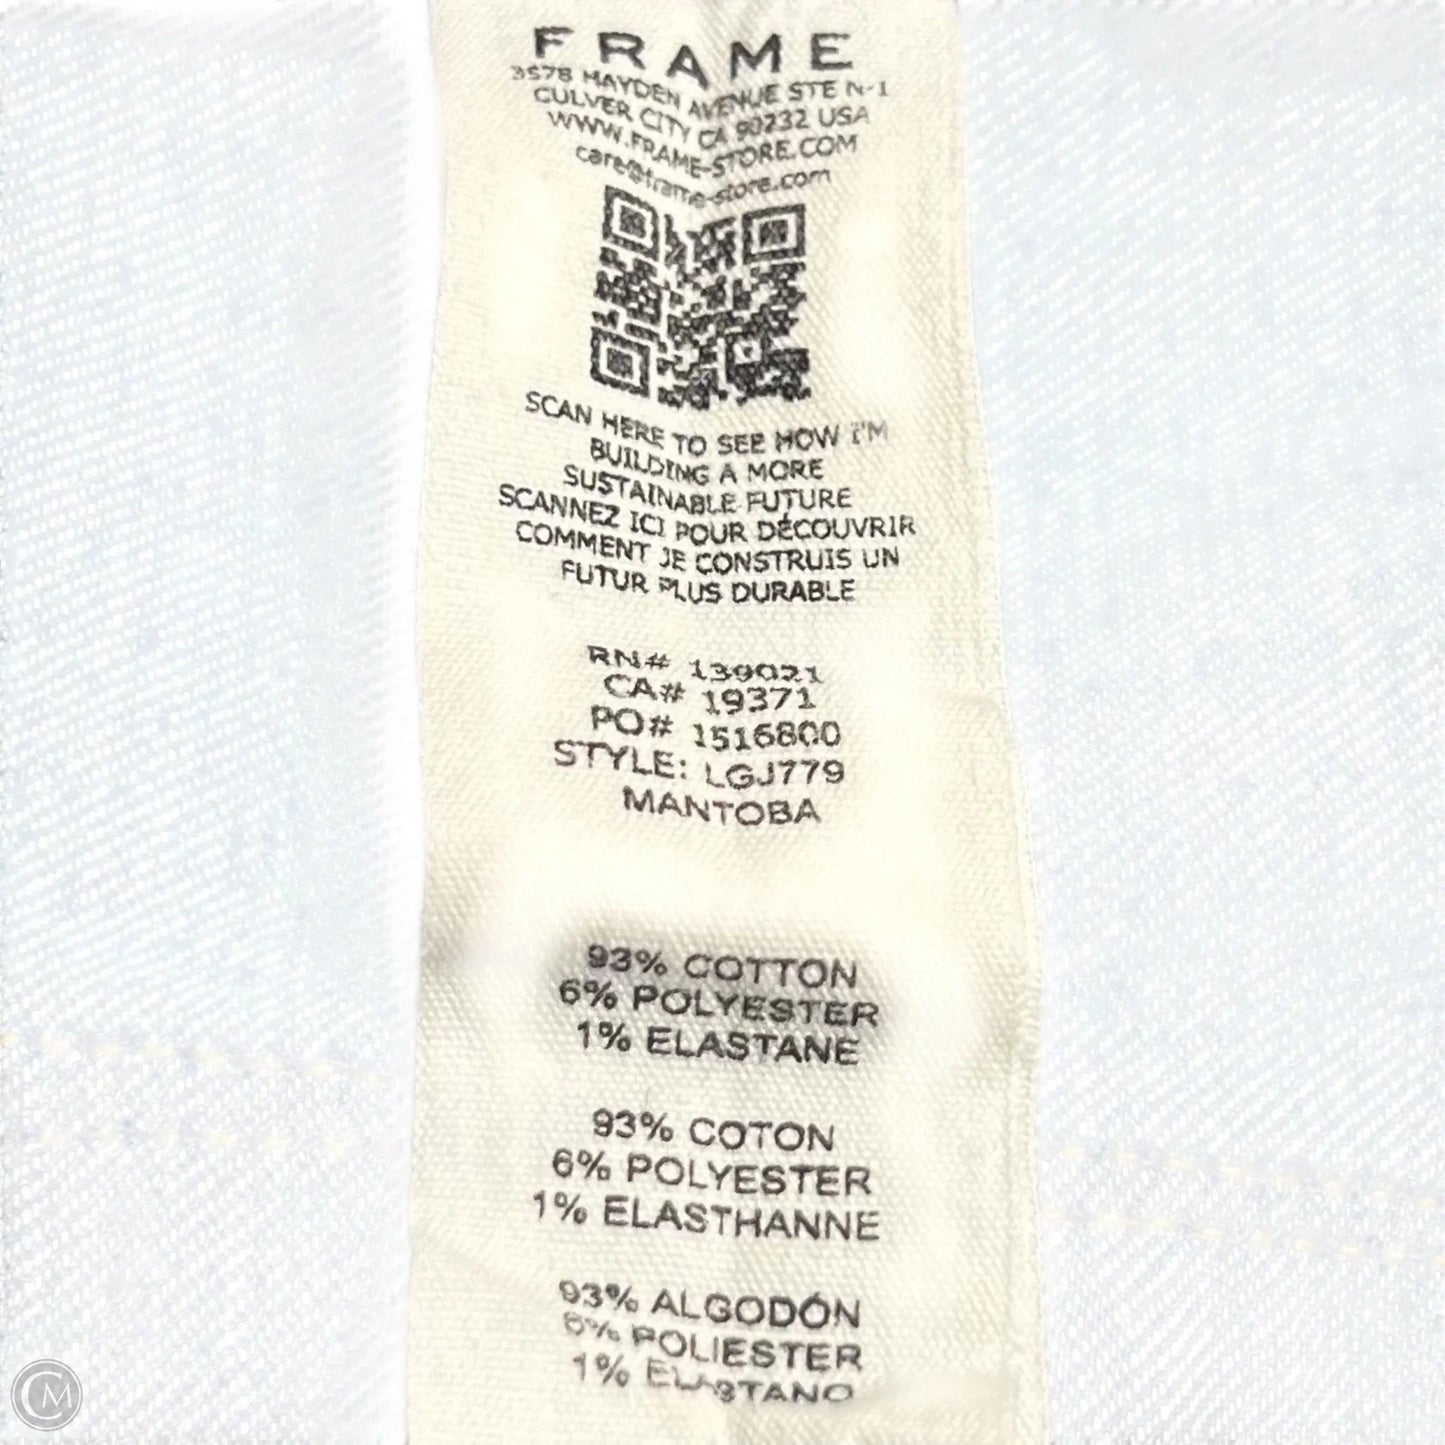 FRAME
3578 HAYDEN AVENUE STE N-1
CULVER CITY CA 90232 USA
WWW.FRAME-STORE.COM
care@frame-store.com
SCAN HERE TO SEE HOW I'M
BUILDING A MORE
SUSTAINABLE FUTURE
SCANNEZ ICI POUR DÉCOUVRIR
COMMENT JE CONSTRUIS UN
FUTUR PLUS DURABLE
RN# 139021
CA# 19371
PO# 1516800
STYLE: LGJ779
MANTOBA
93% COTTON
6% POLYESTER
1% ELASTANE
93% COTON
6% POLYESTER
1% ELASTHANNE
93% ALGODÓN
6% POLIESTER
1% ELASTANO
CM